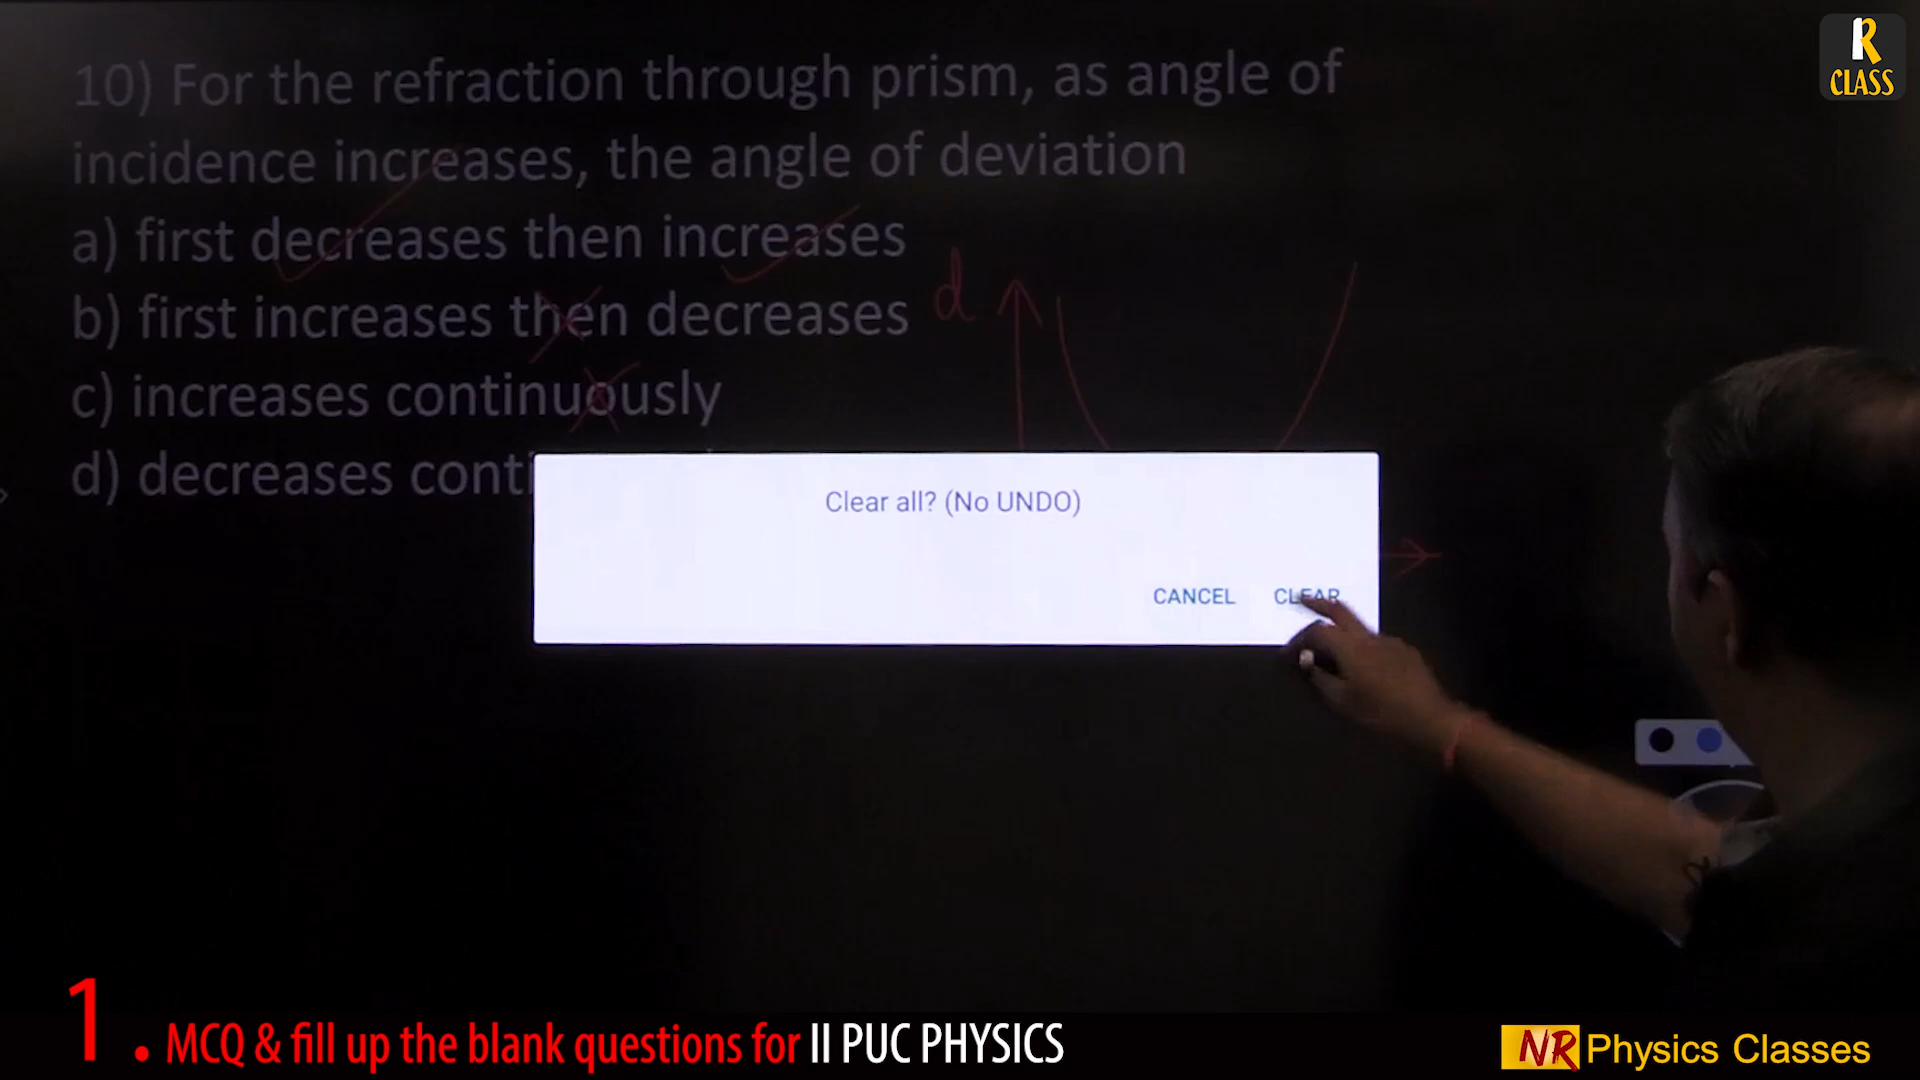 R
CLASS
10) For the refraction through prism, as angle of
incidence increases, the angle of deviation
a) first decreases then increases
b) first increases then decreases
c) increases continuously
d) decreases conti
d
Clear all? (No UNDO)
CANCEL CLEAR
1. MCQ & fill up the blank questions for II PUC PHYSICS
NR Physics Classes